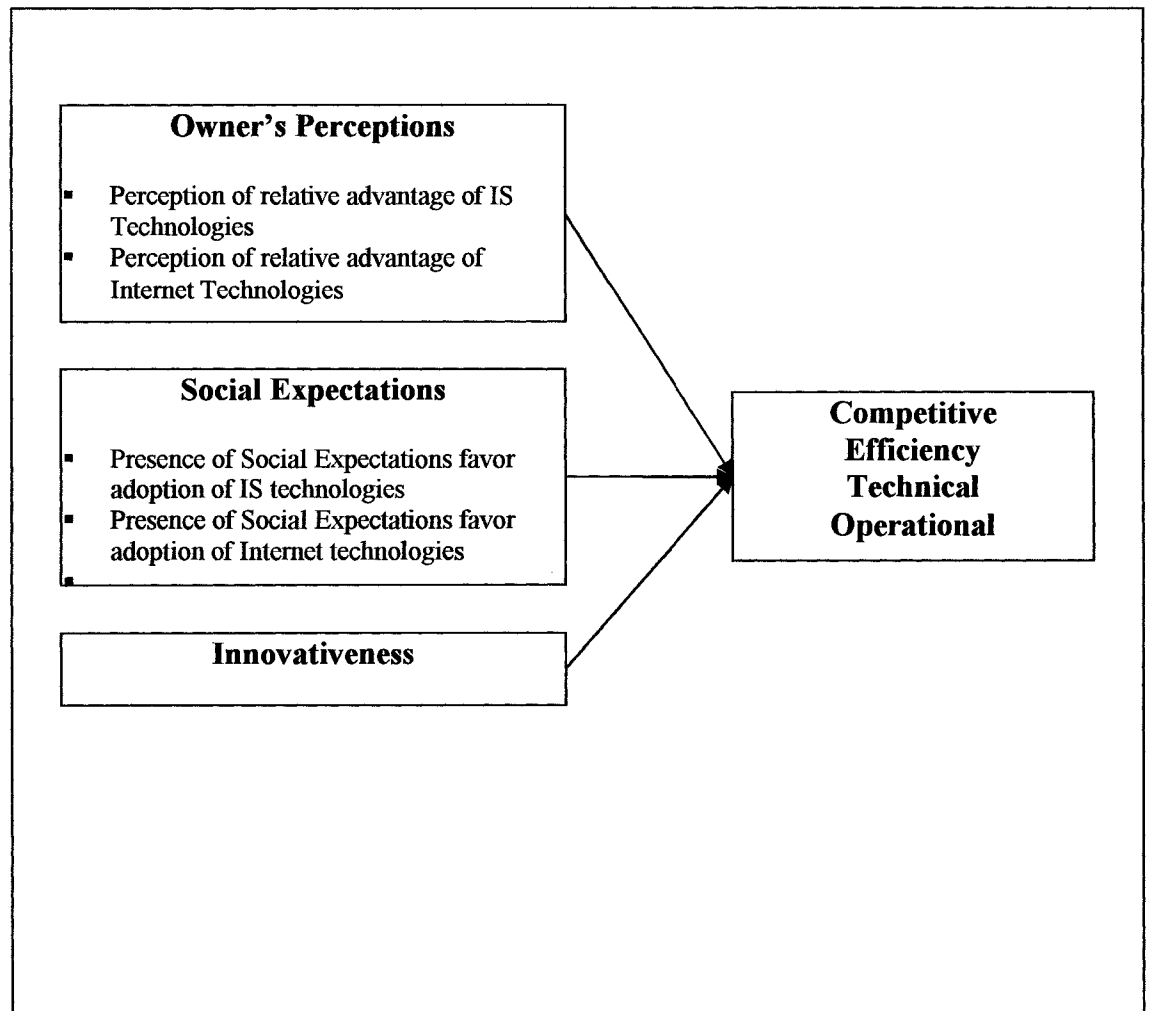 Owner's Perceptions
▪ Perception of relative advantage of IS
Technologies
▪ Perception of relative advantage of
Internet Technologies
Social Expectations
▪ Presence of Social Expectations favor
adoption of IS technologies
▪ Presence of Social Expectations favor
adoption of Internet technologies
▪
Innovativeness
Competitive
Efficiency
Technical
Operational